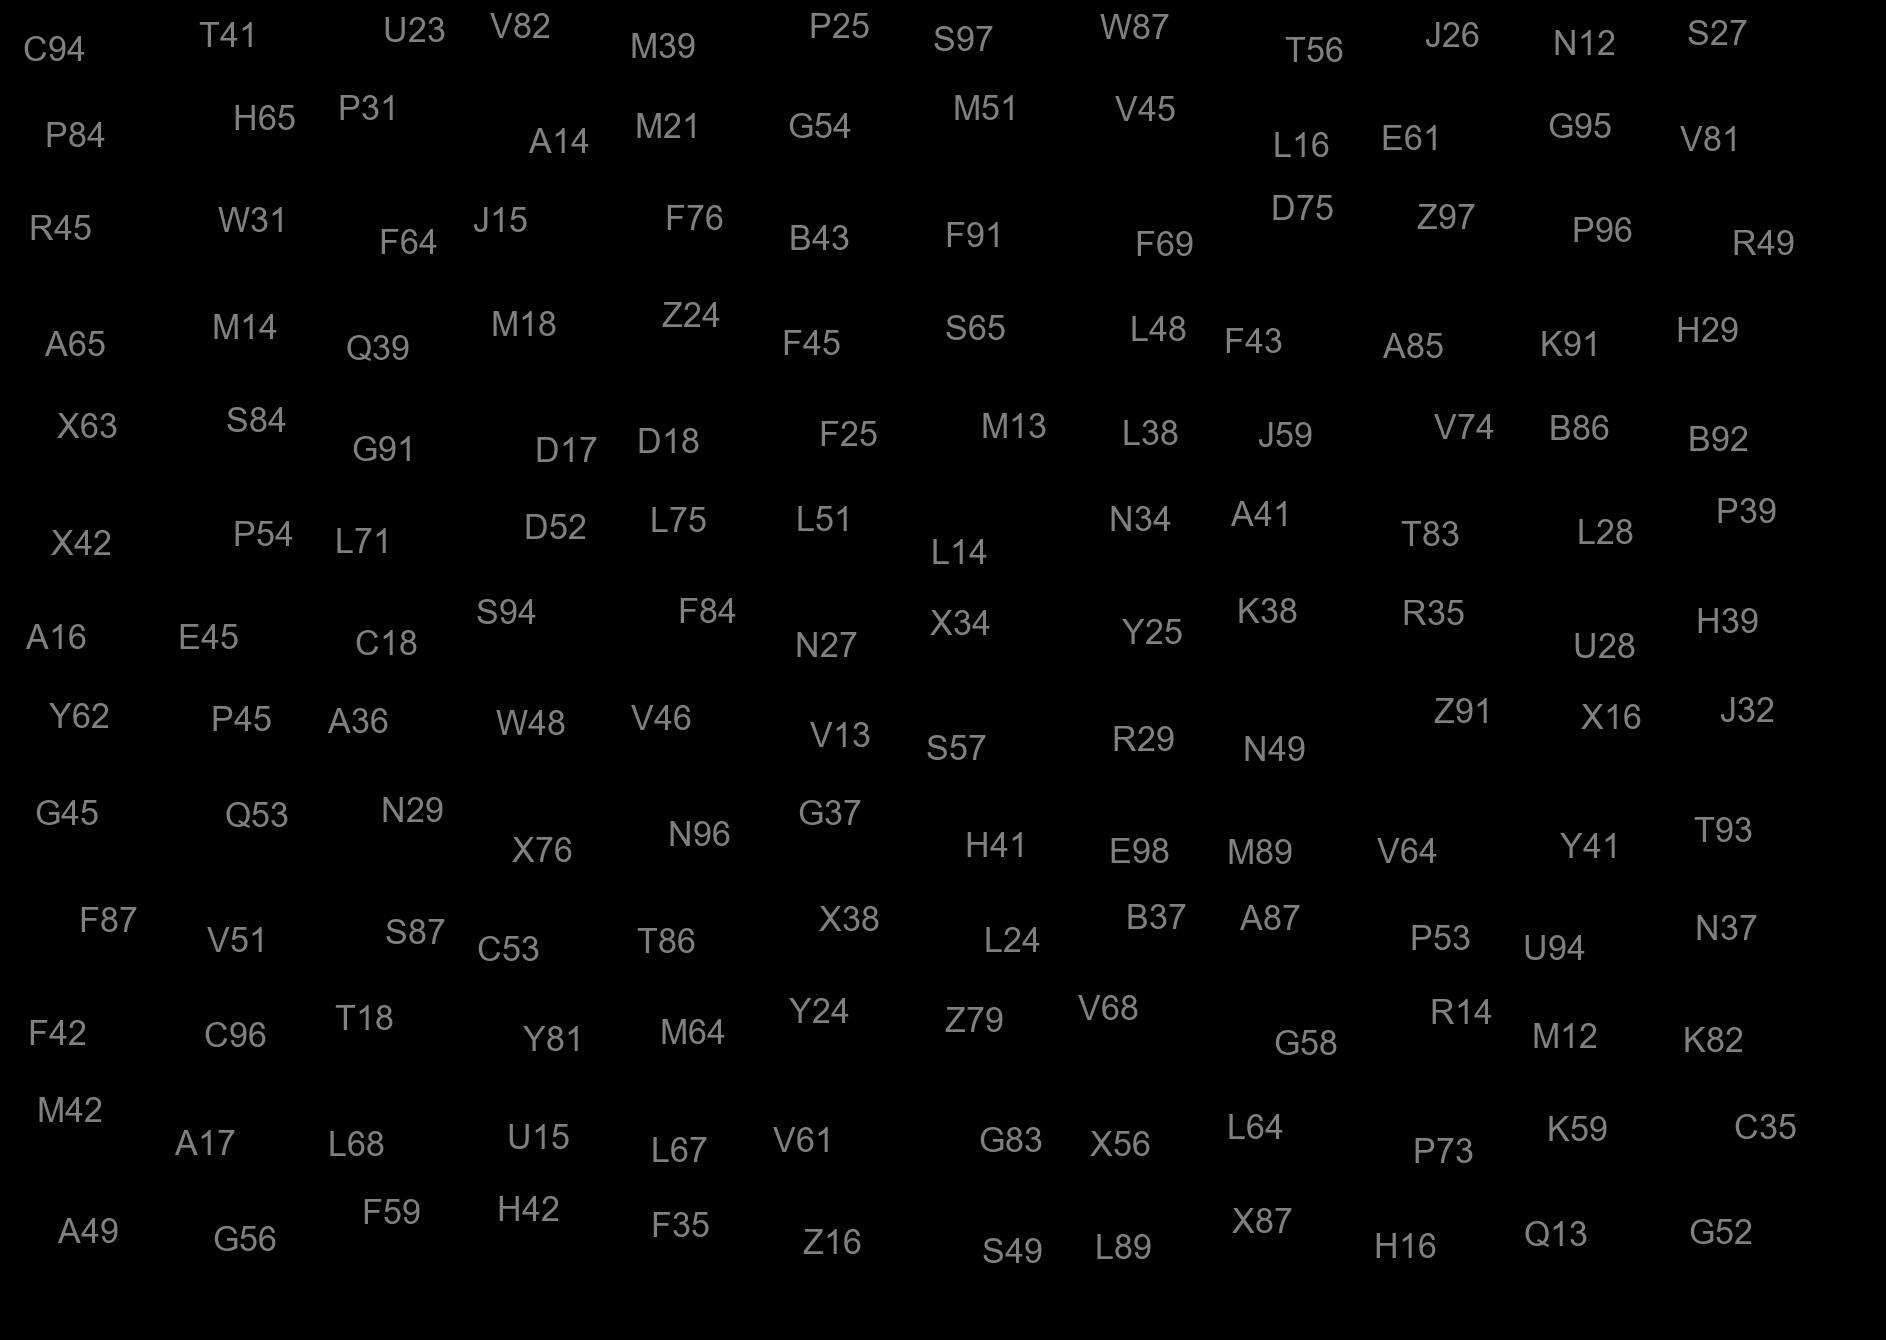 C94 T41 U23 V82 M39 P25 S97 W87 T56 J26 N12 S27
P84 H65 P31 A14 M21 G54 M51 V45 L16 E61 G95 V81
R45 W31 F64 J15 F76 B43 F91 F69 D75 Z97 P96 R49
A65 M14 Q39 M18 Z24 F45 S65 L48 F43 A85 K91 H29
X63 S84 G91 D17 D18 F25 M13 L38 J59 V74 B86 B92
X42 P54 L71 D52 L75 L51 L14 N34 A41 T83 L28 P39
A16 E45 C18 S94 F84 N27 X34 Y25 K38 R35 U28 H39
Y62 P45 A36 W48 V46 V13 S57 R29 N49 Z91 X16 J32
G45 Q53 N29 X76 N96 G37 H41 E98 M89 V64 Y41 T93
F87 V51 S87 C53 T86 X38 L24 B37 A87 P53 U94 N37
F42 C96 T18 Y81 M64 Y24 Z79 V68 G58 R14 M12 K82
M42 A17 L68 U15 L67 V61 G83 X56 L64 P73 K59 C35
A49 G56 F59 H42 F35 Z16 S49 L89 X87 H16 Q13 G52